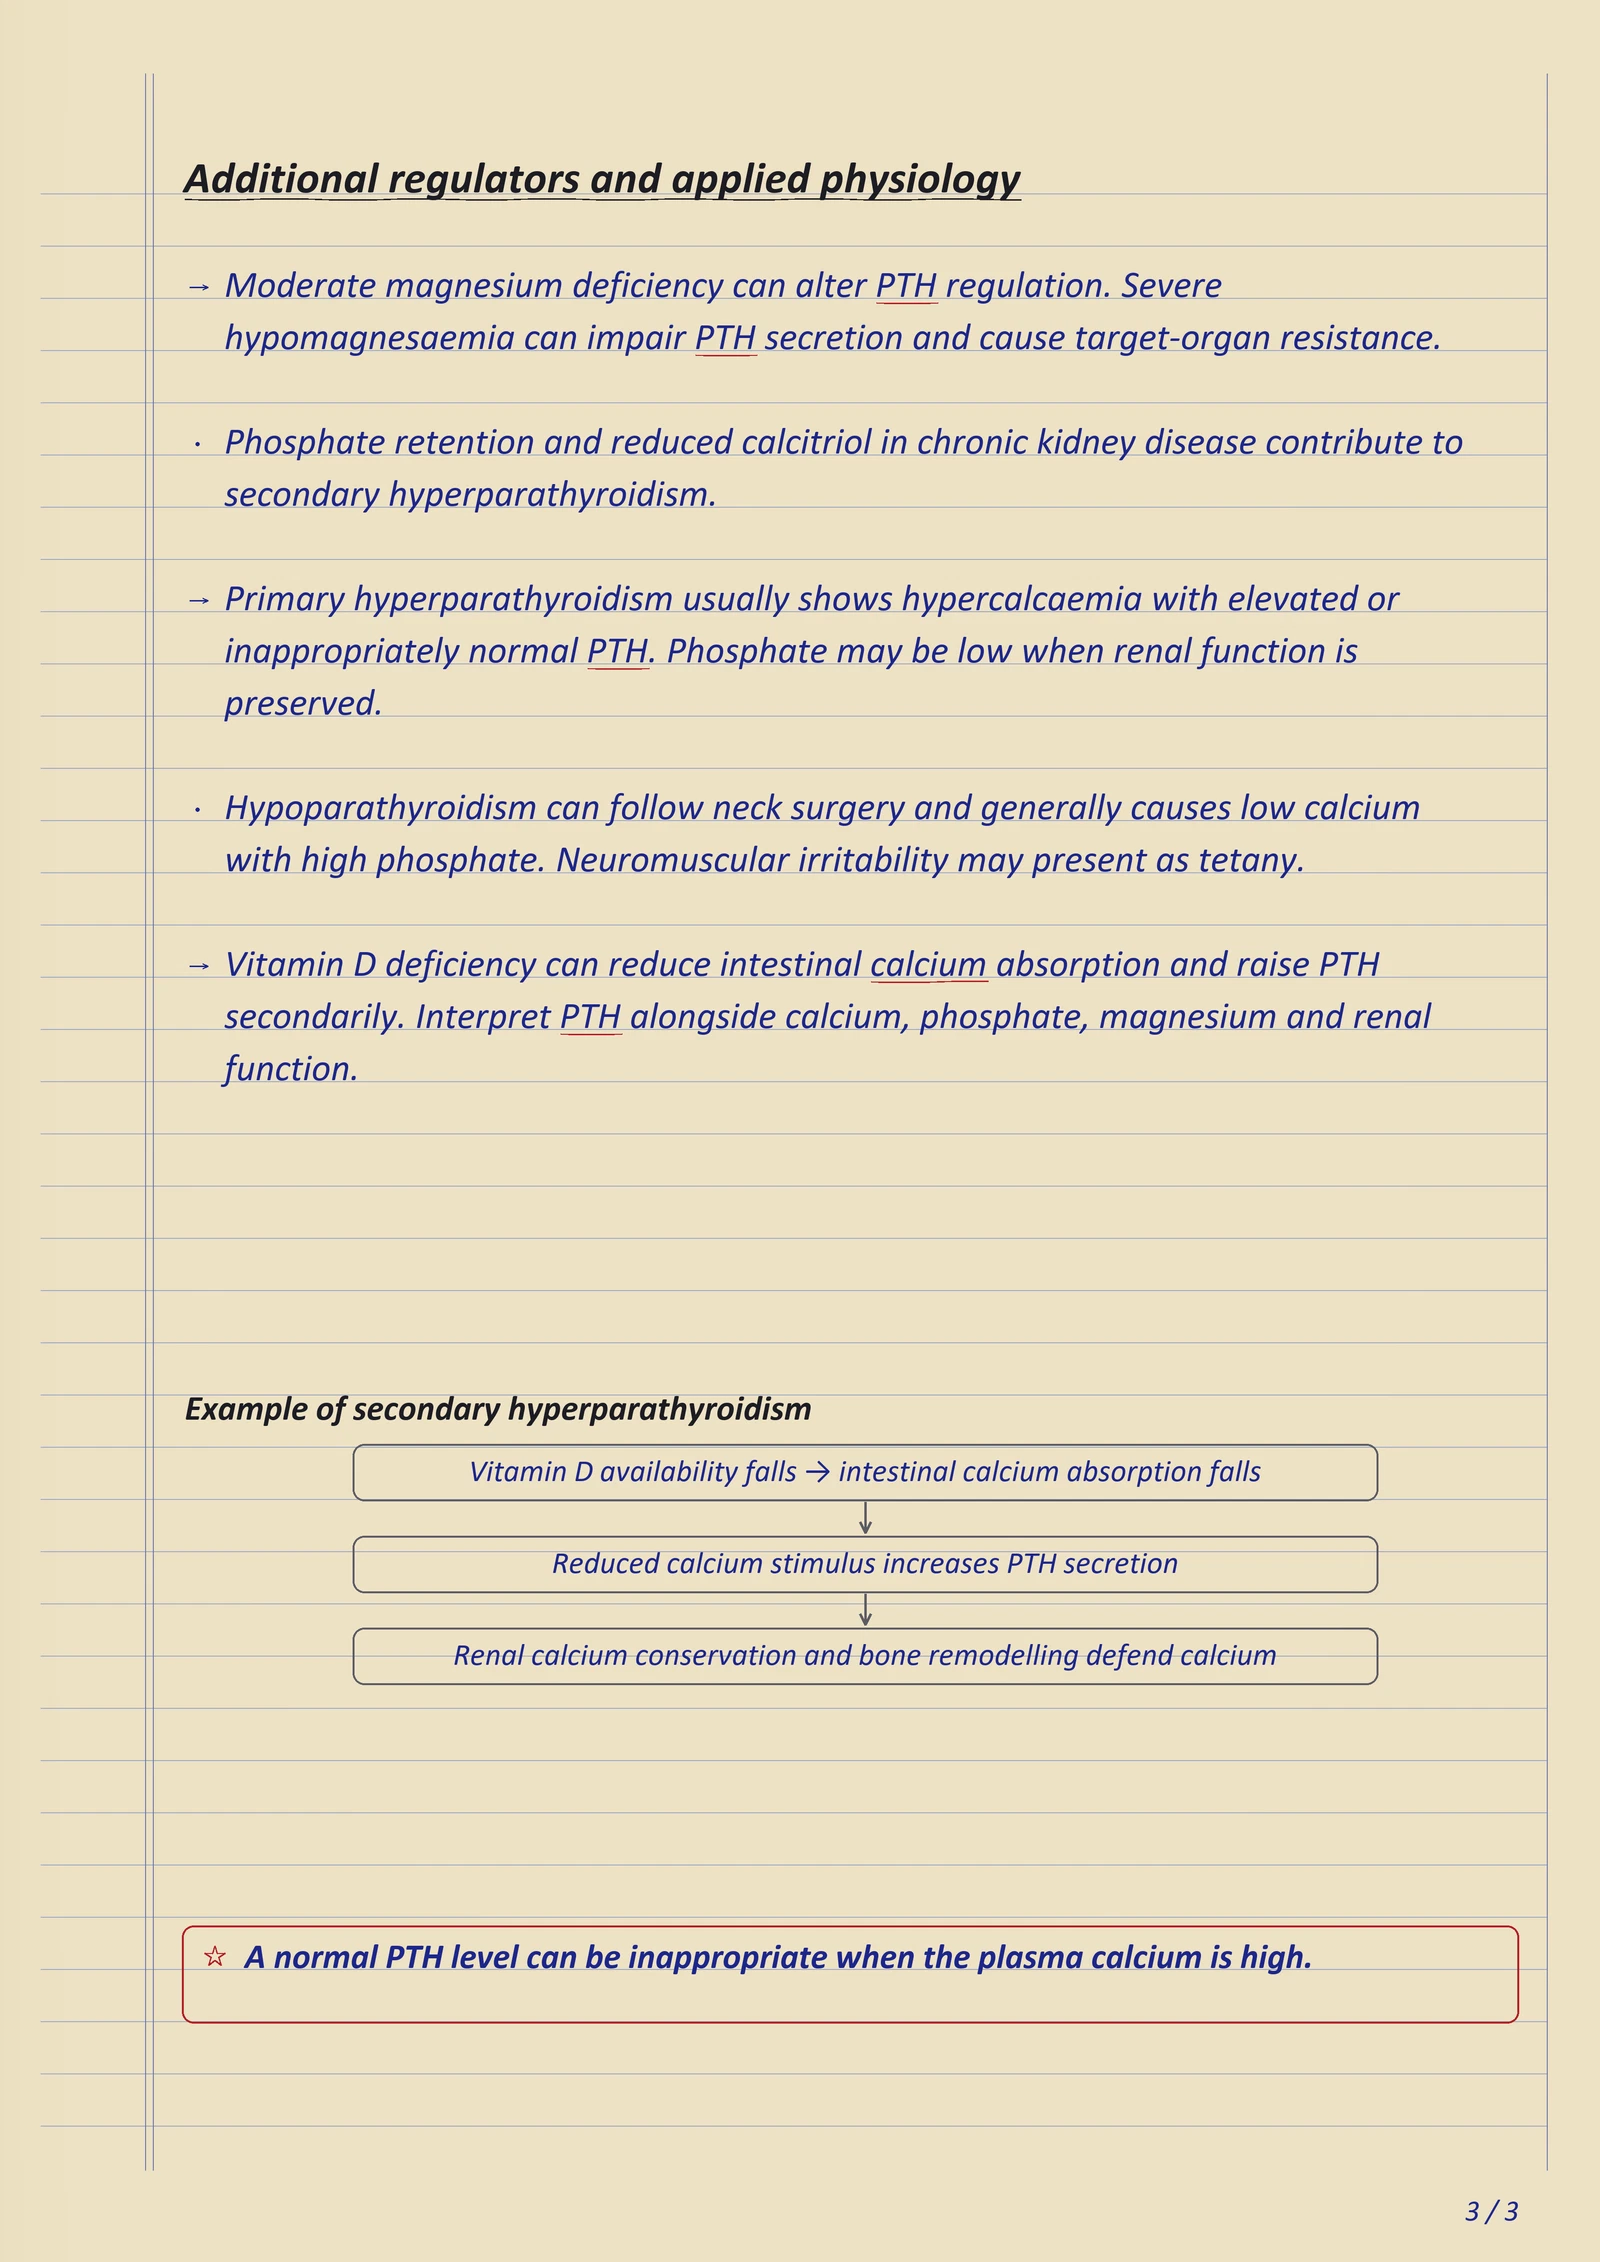 Additional regulators and applied physiology
→ Moderate magnesium deficiency can alter PTH regulation. Severe
hypomagnesaemia can impair PTH secretion and cause target-organ resistance.
· Phosphate retention and reduced calcitriol in chronic kidney disease contribute to
secondary hyperparathyroidism.
→ Primary hyperparathyroidism usually shows hypercalcaemia with elevated or
inappropriately normal PTH. Phosphate may be low when renal function is
preserved.
· Hypoparathyroidism can follow neck surgery and generally causes low calcium
with high phosphate. Neuromuscular irritability may present as tetany.
→ Vitamin D deficiency can reduce intestinal calcium absorption and raise PTH
secondarily. Interpret PTH alongside calcium, phosphate, magnesium and renal
function.
Example of secondary hyperparathyroidism
Vitamin D availability falls → intestinal calcium absorption falls
Reduced calcium stimulus increases PTH secretion
Renal calcium conservation and bone remodelling defend calcium
☆ A normal PTH level can be inappropriate when the plasma calcium is high.
3 / 3